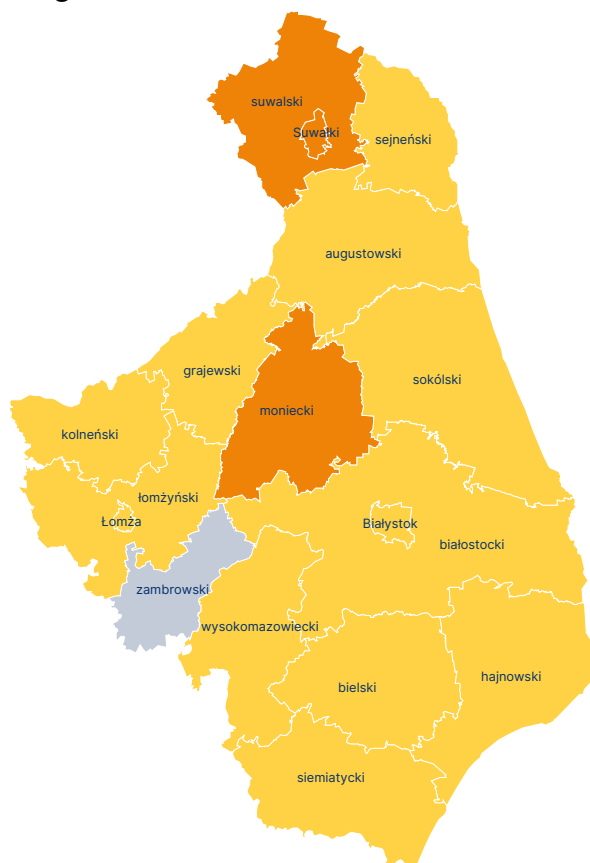 suwalski
Suwałki
sejneński
augustowski
grajewski
sokólski
moniecki
kolneński
łomżyński
Łomża
Białystok
białostocki
zambrowski
wysokomazowiecki
hajnowski
bielski
siemiatycki